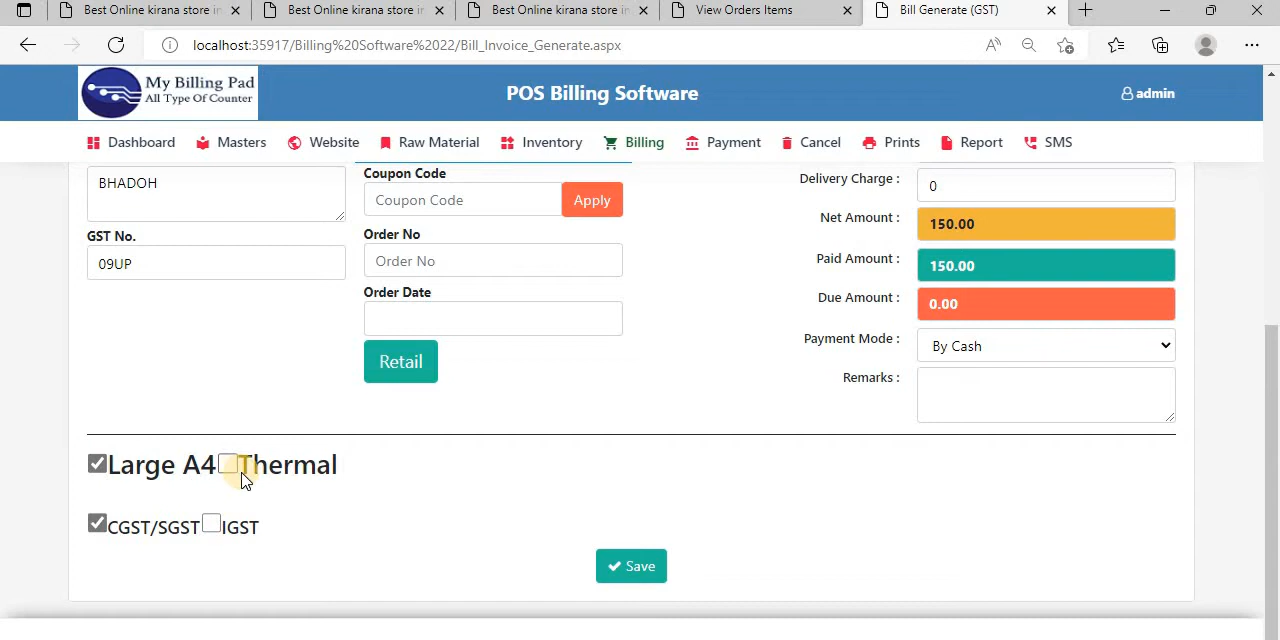 Best Online kirana store in
Best Online kirana store in
Best Online kirana store in
View Orders Items
Bill Generate (GST)
localhost:35917/Billing%20Software%2022/Bill_Invoice_Generate.aspx
My Billing Pad
All Type Of Counter
POS Billing Software
admin
Dashboard
Masters
Website
Raw Material
Inventory
Billing
Payment
Cancel
Prints
Report
SMS
BHADOH
GST No.
09UP
Coupon Code
Coupon Code
Apply
Order No
Order No
Order Date
Retail
Delivery Charge :
0
Net Amount :
150.00
Paid Amount :
150.00
Due Amount :
0.00
Payment Mode :
By Cash
Remarks :
Large A4
Thermal
CGST/SGST
IGST
Save